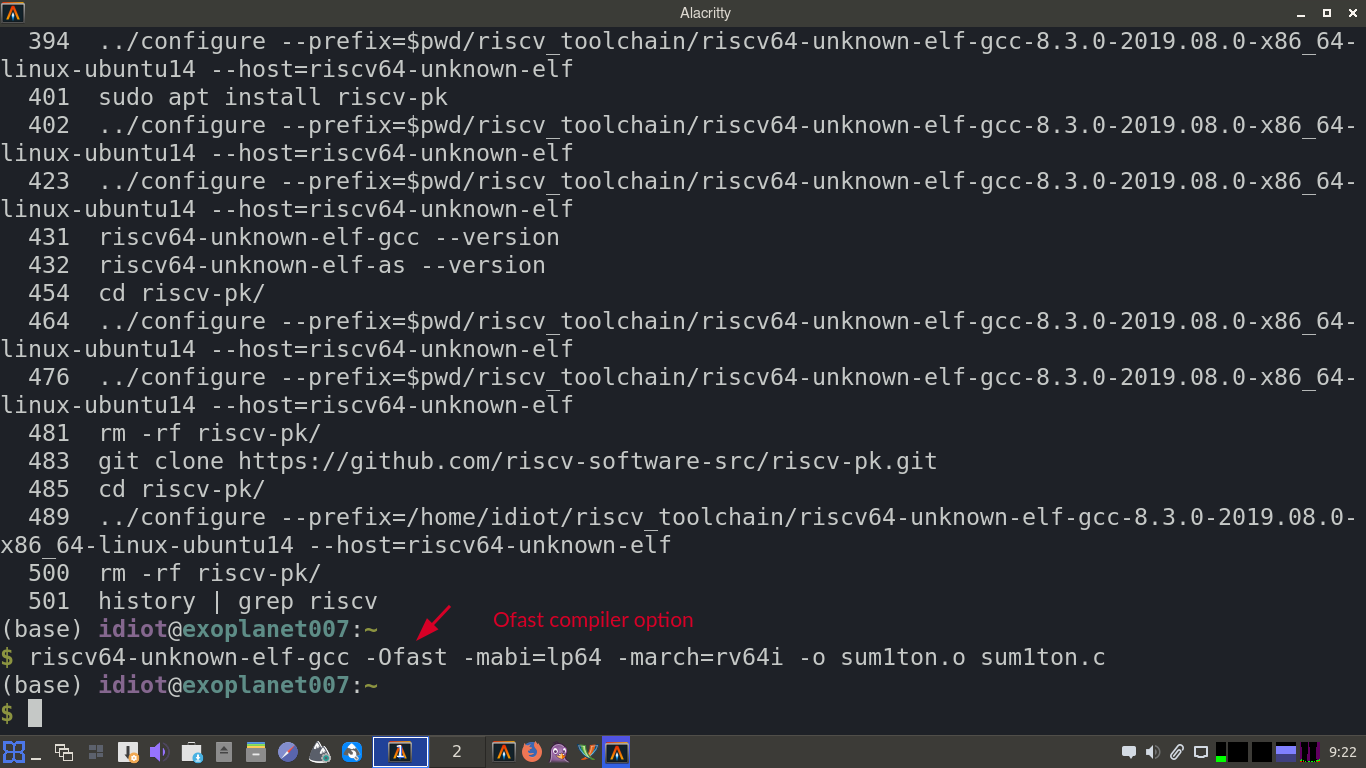 Alacritty
394 ../configure --prefix=$pwd/riscv_toolchain/riscv64-unknown-elf-gcc-8.3.0-2019.08.0-x86_64-
linux-ubuntu14 --host=riscv64-unknown-elf
401 sudo apt install riscv-pk
402 ../configure --prefix=$pwd/riscv_toolchain/riscv64-unknown-elf-gcc-8.3.0-2019.08.0-x86_64-
linux-ubuntu14 --host=riscv64-unknown-elf
423 ../configure --prefix=$pwd/riscv_toolchain/riscv64-unknown-elf-gcc-8.3.0-2019.08.0-x86_64-
linux-ubuntu14 --host=riscv64-unknown-elf
431 riscv64-unknown-elf-gcc --version
432 riscv64-unknown-elf-as --version
454 cd riscv-pk/
464 ../configure --prefix=$pwd/riscv_toolchain/riscv64-unknown-elf-gcc-8.3.0-2019.08.0-x86_64-
linux-ubuntu14 --host=riscv64-unknown-elf
476 ../configure --prefix=$pwd/riscv_toolchain/riscv64-unknown-elf-gcc-8.3.0-2019.08.0-x86_64-
linux-ubuntu14 --host=riscv64-unknown-elf
481 rm -rf riscv-pk/
483 git clone https://github.com/riscv-software-src/riscv-pk.git
485 cd riscv-pk/
489 ../configure --prefix=/home/idiot/riscv_toolchain/riscv64-unknown-elf-gcc-8.3.0-2019.08.0-
x86_64-linux-ubuntu14 --host=riscv64-unknown-elf
500 rm -rf riscv-pk/
501 history | grep riscv
Ofast compiler option
(base) idiot@exoplanet007:~
$ riscv64-unknown-elf-gcc -Ofast -mabi=lp64 -march=rv64i -o sum1ton.o sum1ton.c
(base) idiot@exoplanet007:~
$
1 2 9:22